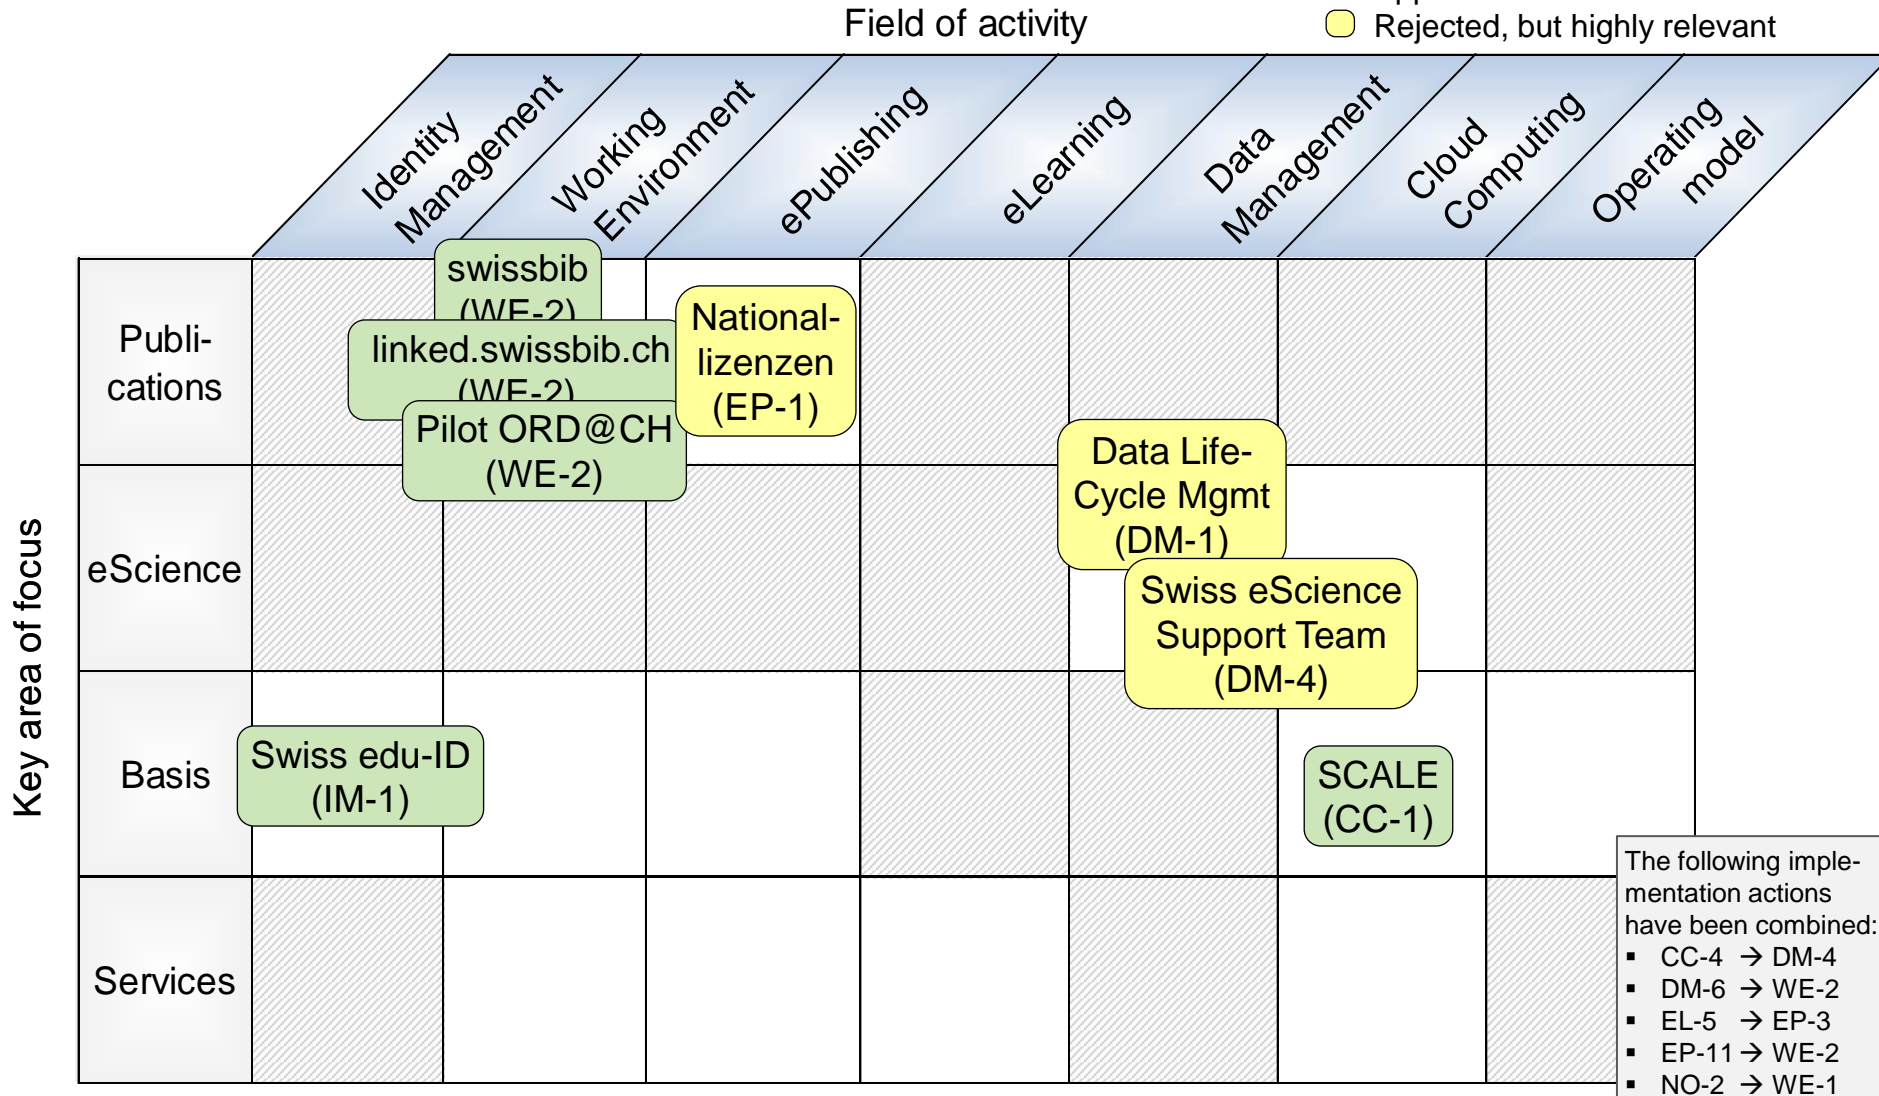 Field of activity
Rejected, but highly relevant
Identity
Management
Working
Environment
ePublishing
eLearning
Data
Management
Cloud
Computing
Operating
model
Key area of focus
Publi-
cations
swissbib
(WE-2)
linked.swissbib.ch
(WE-2)
Pilot ORD@CH
(WE-2)
National-
lizenzen
(EP-1)
eScience
Data Life-
Cycle Mgmt
(DM-1)
Swiss eScience
Support Team
(DM-4)
Basis
Swiss edu-ID
(IM-1)
SCALE
(CC-1)
Services
The following imple-
mentation actions
have been combined:
▪ CC-4 → DM-4
▪ DM-6 → WE-2
▪ EL-5 → EP-3
▪ EP-11 → WE-2
▪ NO-2 → WE-1